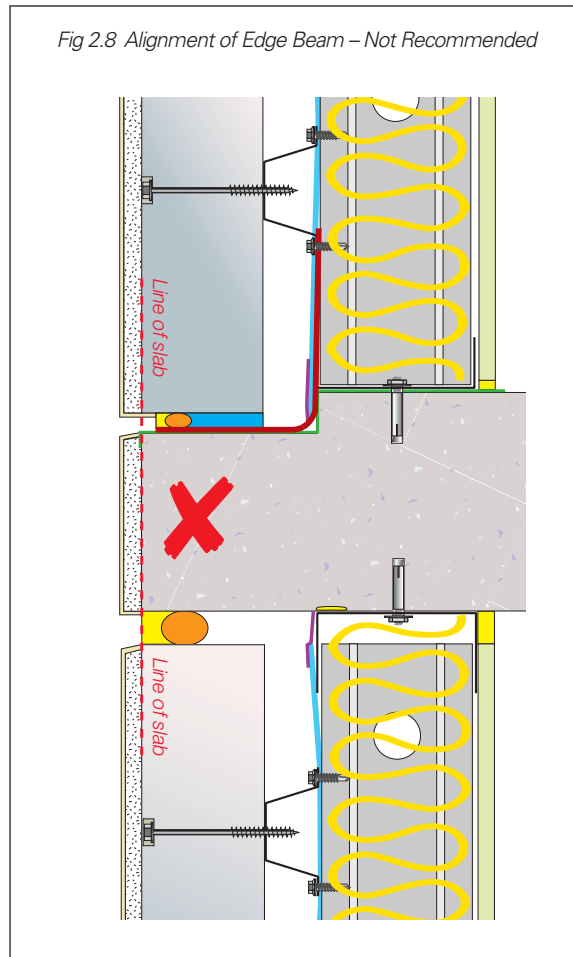 Fig 2.8 Alignment of Edge Beam – Not Recommended
Line of slab
Line of slab